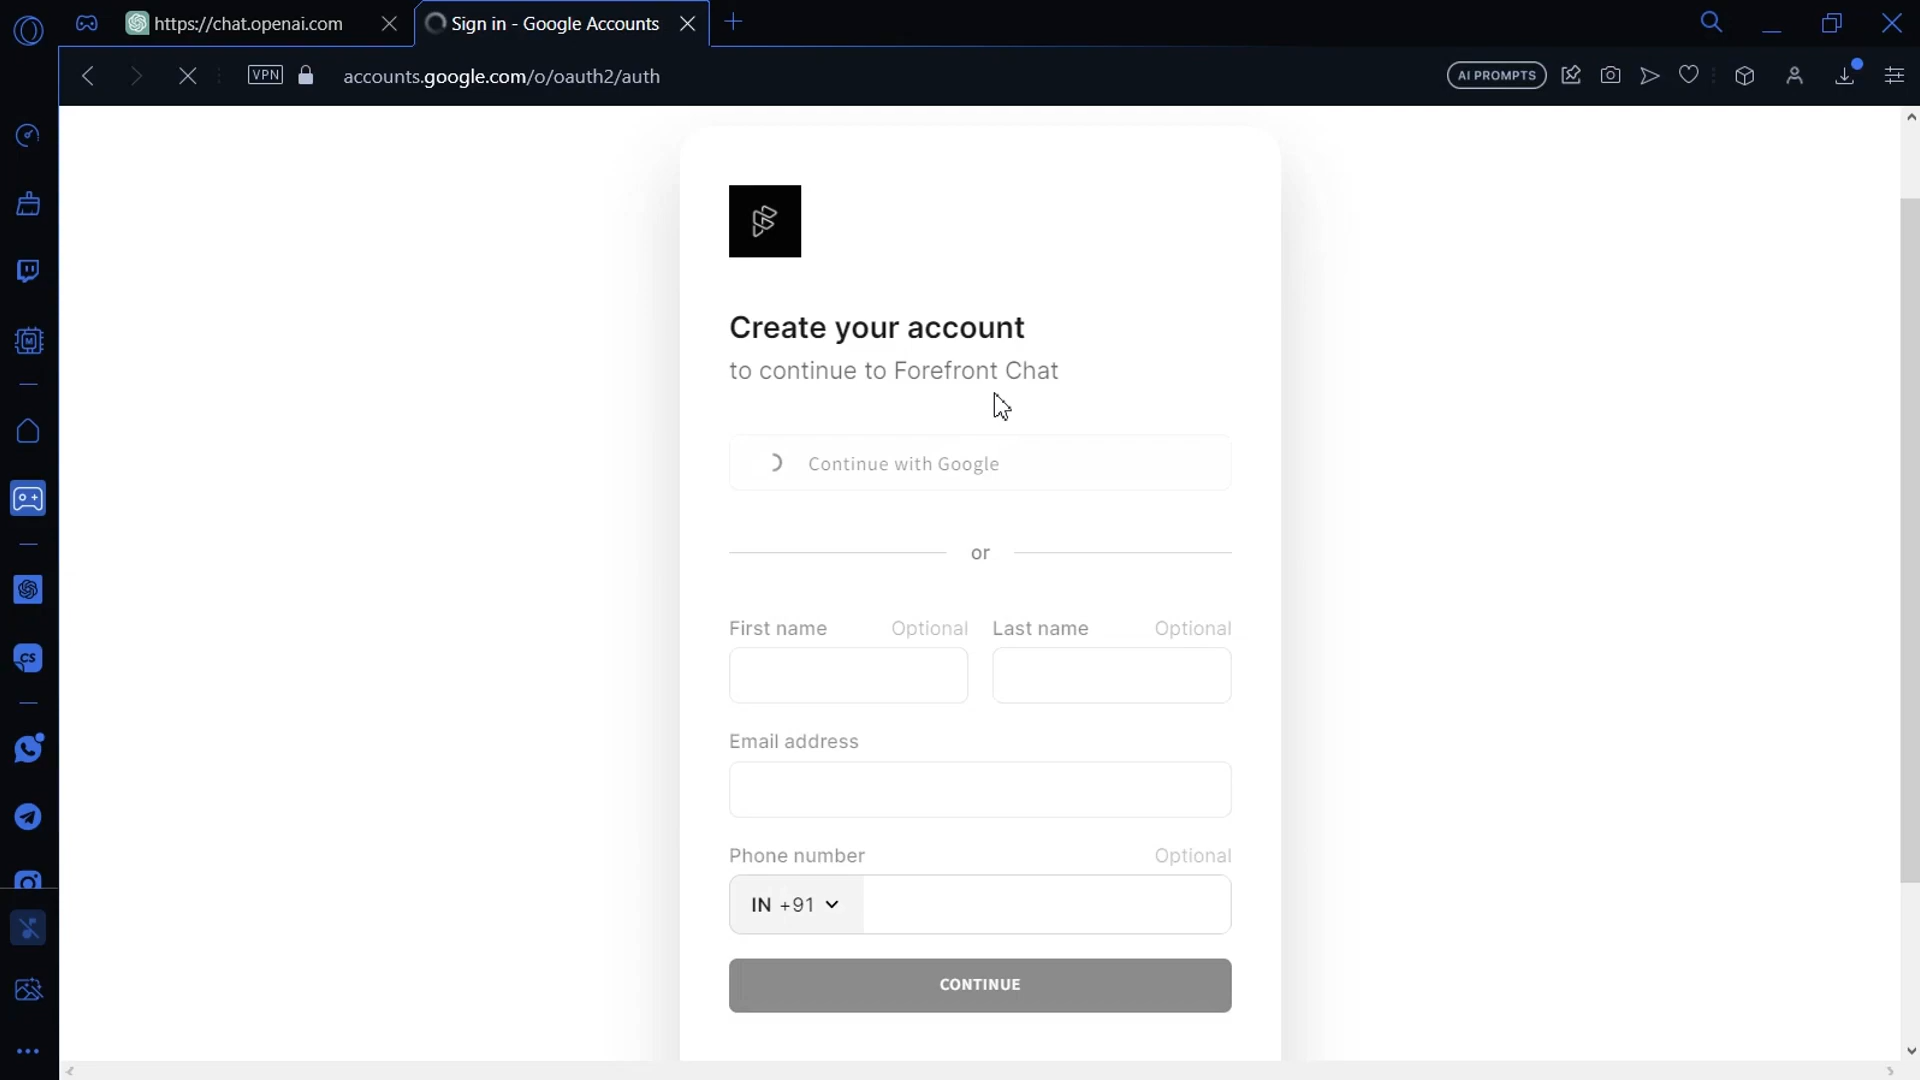 https://chat.openai.com
Sign in - Google Accounts
VPN
accounts.google.com/o/oauth2/auth
AI PROMPTS
M
CS
Create your account
to continue to Forefront Chat
Continue with Google
or
First name Optional Last name Optional
Email address
Phone number Optional
IN +91
CONTINUE